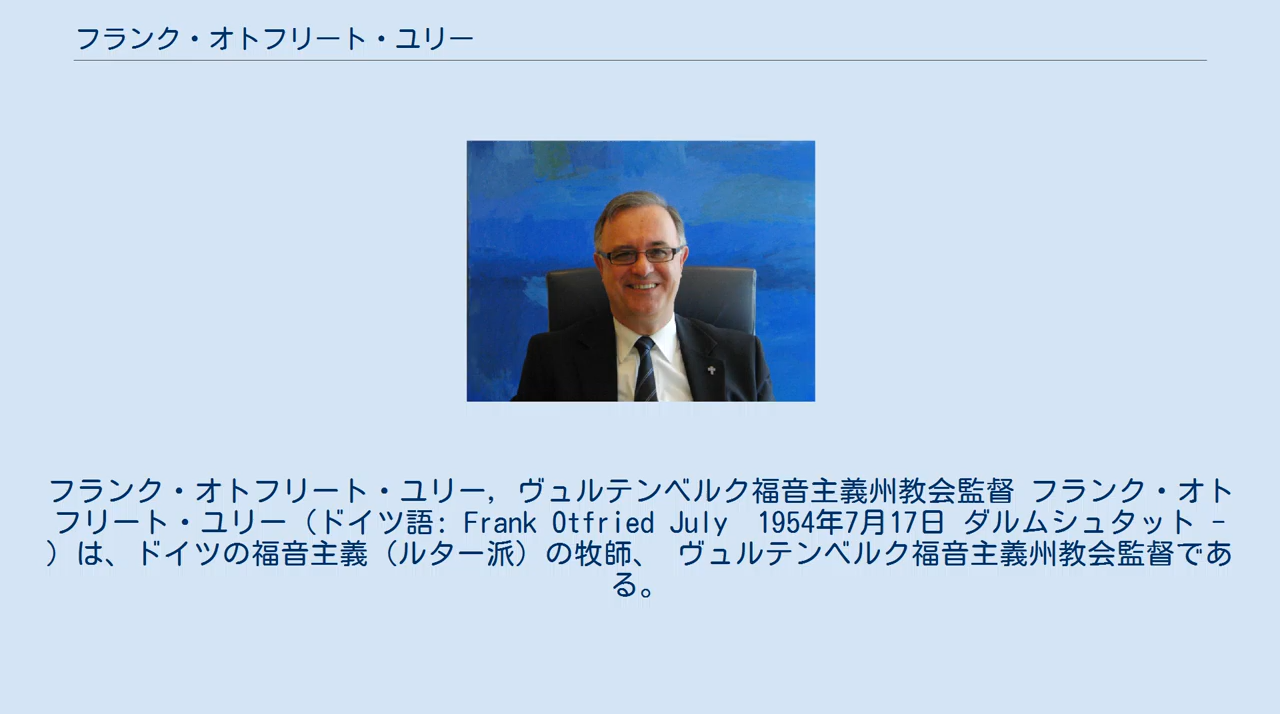 フランク・オトフリート・ユリー
フランク・オトフリート・ユリー, ヴュルテンベルク福音主義州教会監督 フランク・オト
フリート・ユリー（ドイツ語: Frank Otfried July　1954年7月17日 ダルムシュタット -
）は、ドイツの福音主義（ルター派）の牧師、 ヴュルテンベルク福音主義州教会監督であ
る。